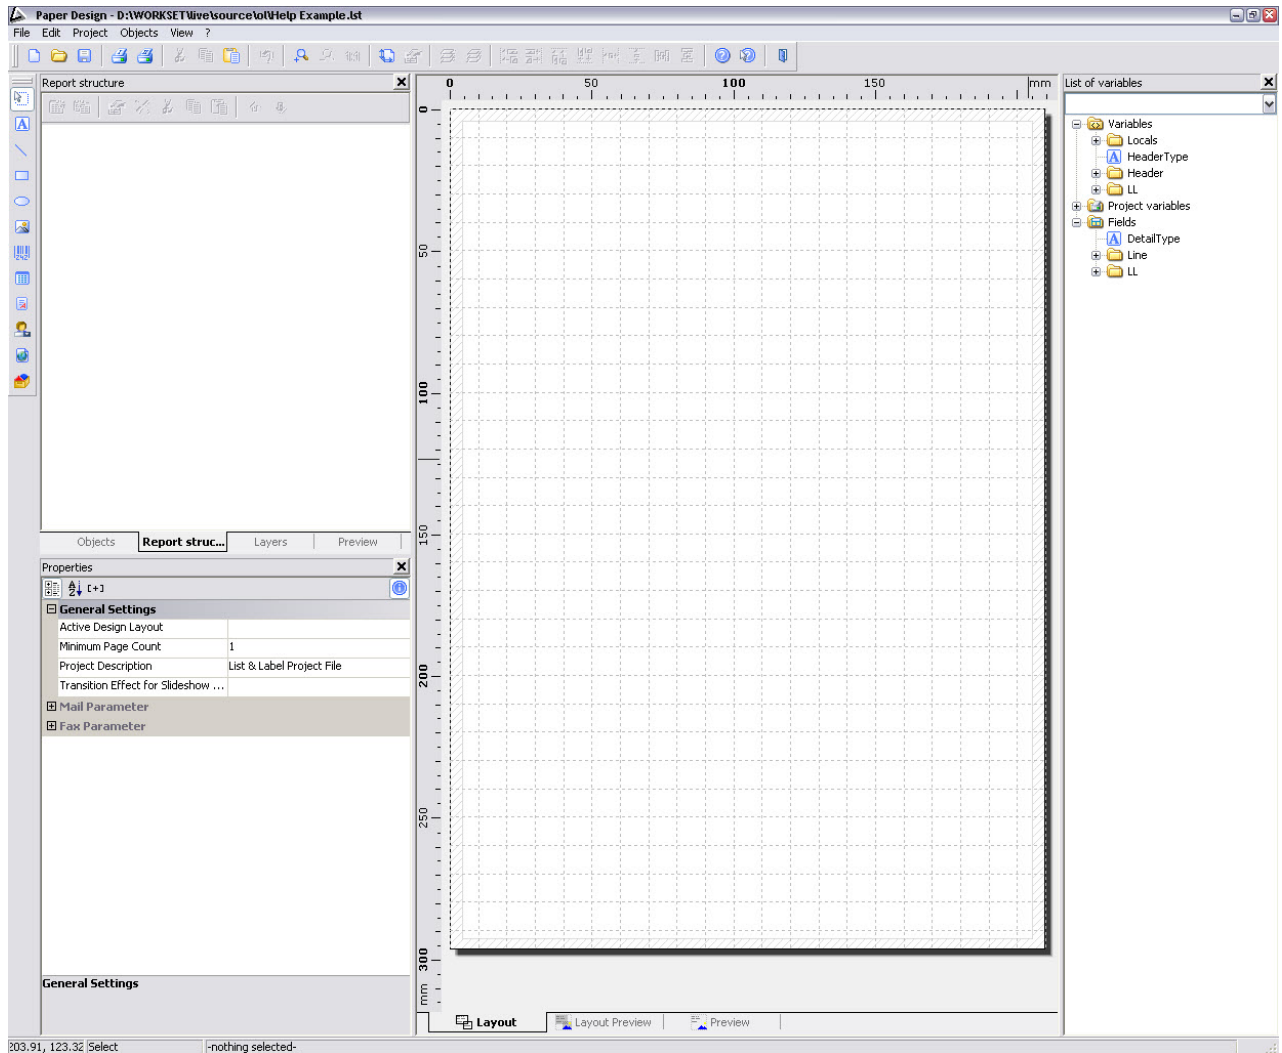 Paper Design - D:\WORKSET\live\source\ol\Help Example.lst
File Edit Project Objects View ?
Report structure
0 50 100 150 mm
List of variables
Variables
Locals
HeaderType
Header
LL
Project variables
Fields
DetailType
Line
LL
0
50
100
150
200
250
300
mm
Objects Report struc... Layers Preview
Properties
General Settings
Active Design Layout
Minimum Page Count 1
Project Description List & Label Project File
Transition Effect for Slideshow ...
Mail Parameter
Fax Parameter
General Settings
Layout Layout Preview Preview
203.91, 123.32 Select -nothing selected-